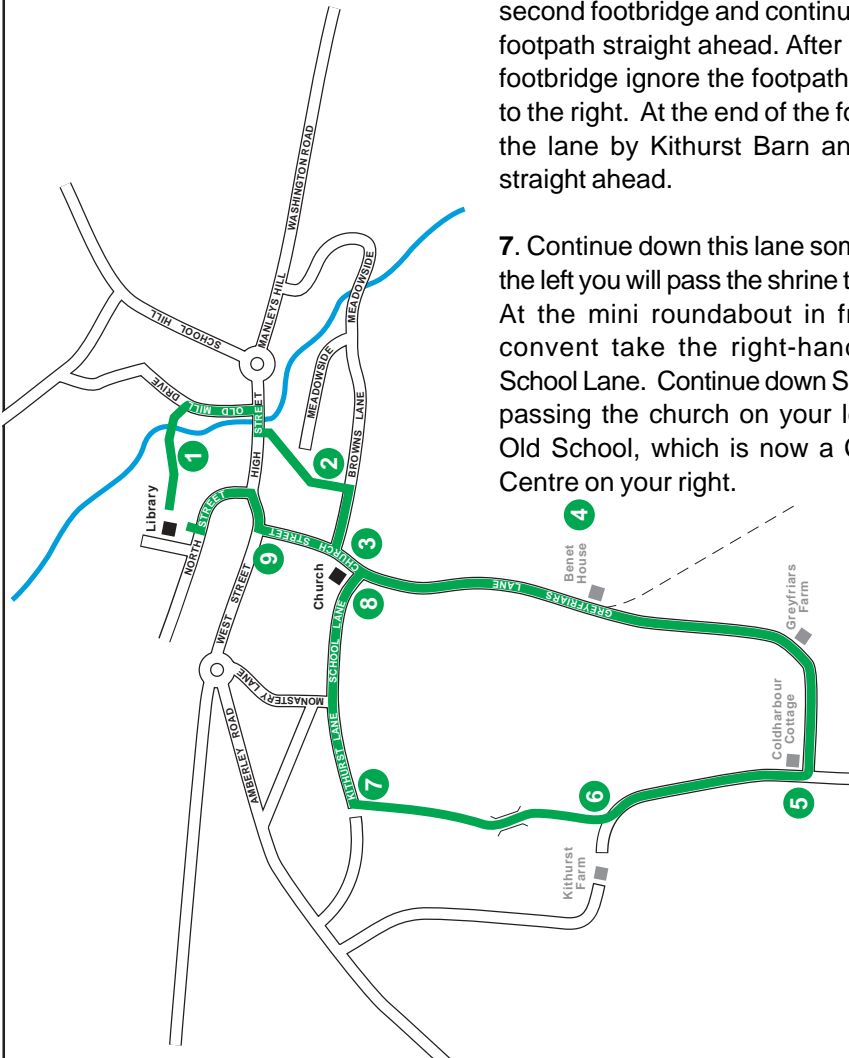 second footbridge and continu
footpath straight ahead. After
footbridge ignore the footpath
to the right. At the end of the fo
the lane by Kithurst Barn an
straight ahead.
7. Continue down this lane son
the left you will pass the shrine t
At the mini roundabout in fr
convent take the right-hand
School Lane. Continue down S
passing the church on your l
Old School, which is now a
Centre on your right.
WASHINGTON ROAD
SCHOOL HILL
MANLEYS HILL
MEADOWSIDE
MEADOWSIDE
OLD MILL
DRIVE
HIGH
STREET
BROWNS LANE
1
2
Library
NORTH
STREET
WEST STREET
9
CHURCH STREET
3
Church
8
4
Benet
House
GREYFRIARS
LANE
Greyfriars
Farm
SCHOOL LANE
MONASTERY LANE
KITHURST LANE
AMBERLEY ROAD
7
6
Coldharbour
Cottage
5
Kithurst
Farm